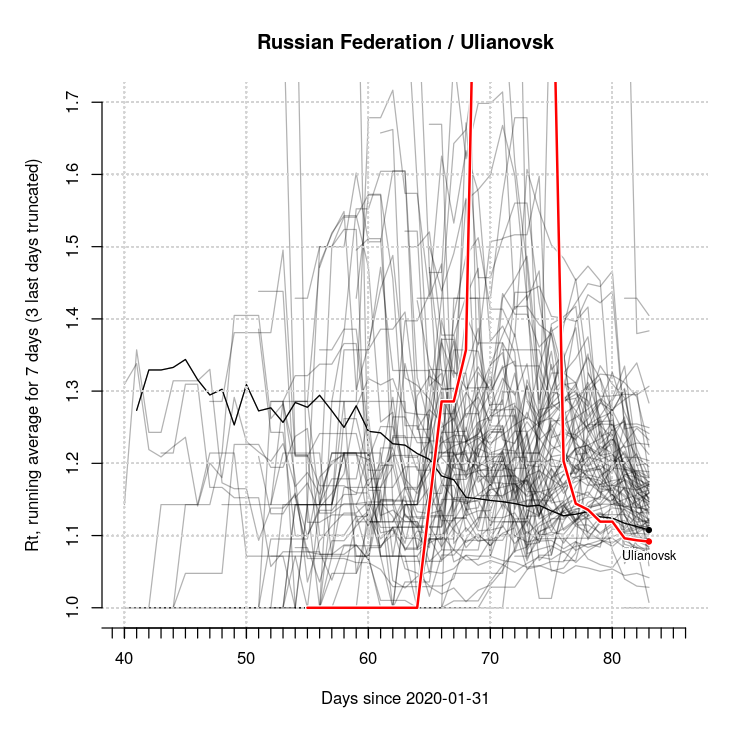 Russian Federation / Ulianovsk
Rt, running average for 7 days (3 last days truncated)
1.7
1.6
1.5
1.4
1.3
1.2
1.1
1.0
Ulianovsk
40 50 60 70 80
Days since 2020-01-31